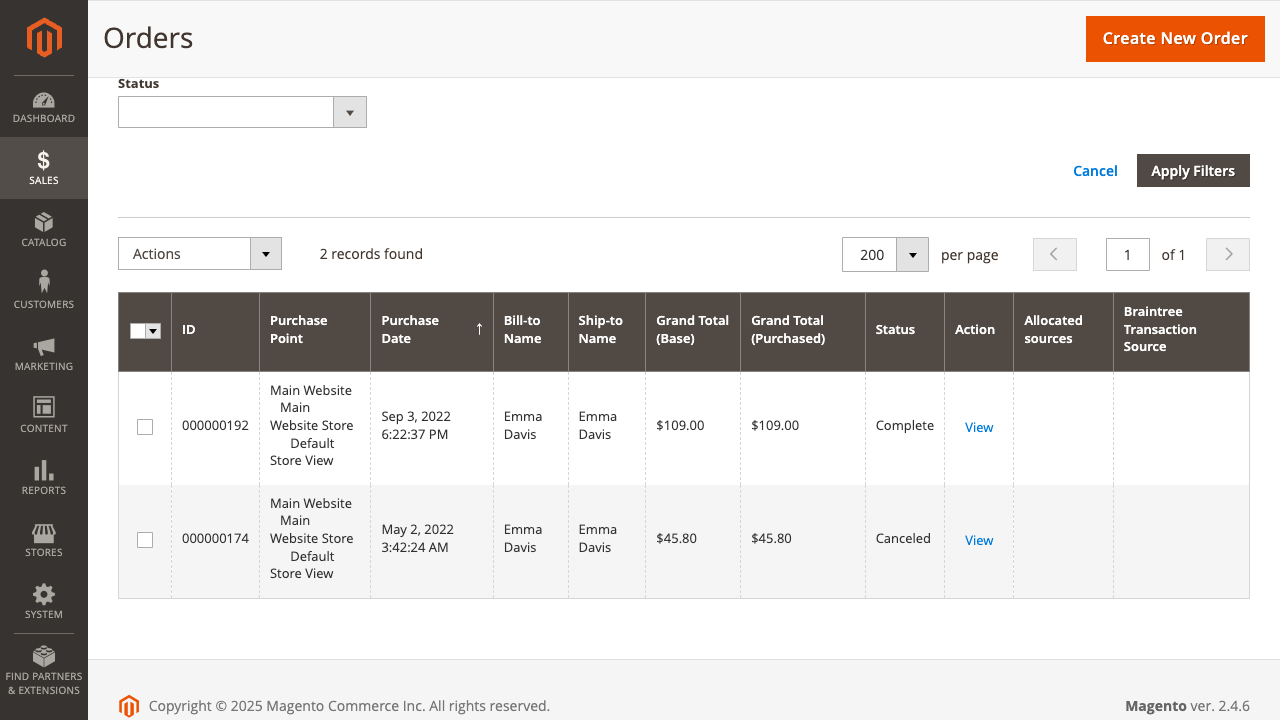 Orders
Create New Order
DASHBOARD
$
SALES
CATALOG
CUSTOMERS
MARKETING
CONTENT
REPORTS
STORES
SYSTEM
FIND PARTNERS
& EXTENSIONS
Status
Cancel
Apply Filters
Actions
2 records found
200
per page
1
of 1
ID
Purchase
Point
Purchase
Date
↑
Bill-to
Name
Ship-to
Name
Grand Total
(Base)
Grand Total
(Purchased)
Status
Action
Allocated
sources
Braintree
Transaction
Source
000000192
Main Website
Main
Website Store
Default
Store View
Sep 3, 2022
6:22:37 PM
Emma
Davis
Emma
Davis
$109.00
$109.00
Complete
View
000000174
Main Website
Main
Website Store
Default
Store View
May 2, 2022
3:42:24 AM
Emma
Davis
Emma
Davis
$45.80
$45.80
Canceled
View
Copyright © 2025 Magento Commerce Inc. All rights reserved.
Magento ver. 2.4.6